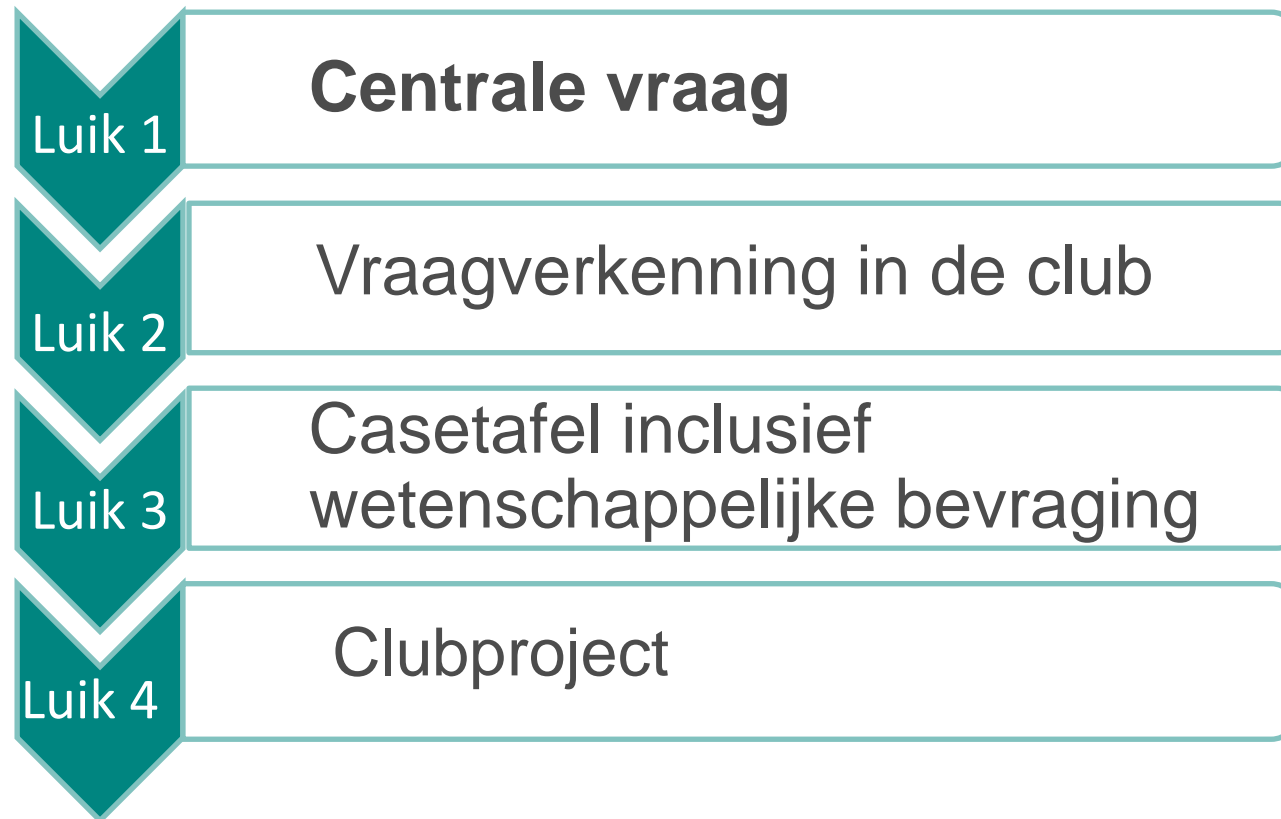 Luik 1
Centrale vraag
Luik 2
Vraagverkenning in de club
Luik 3
Casetafel inclusief
wetenschappelijke bevraging
Luik 4
Clubproject